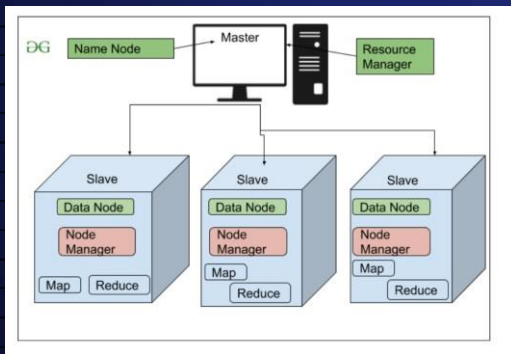 Name Node
Master
Resource
Manager
Slave
Data Node
Node
Manager
Map
Reduce
Slave
Data Node
Node
Manager
Map
Reduce
Slave
Data Node
Node
Manager
Map
Reduce